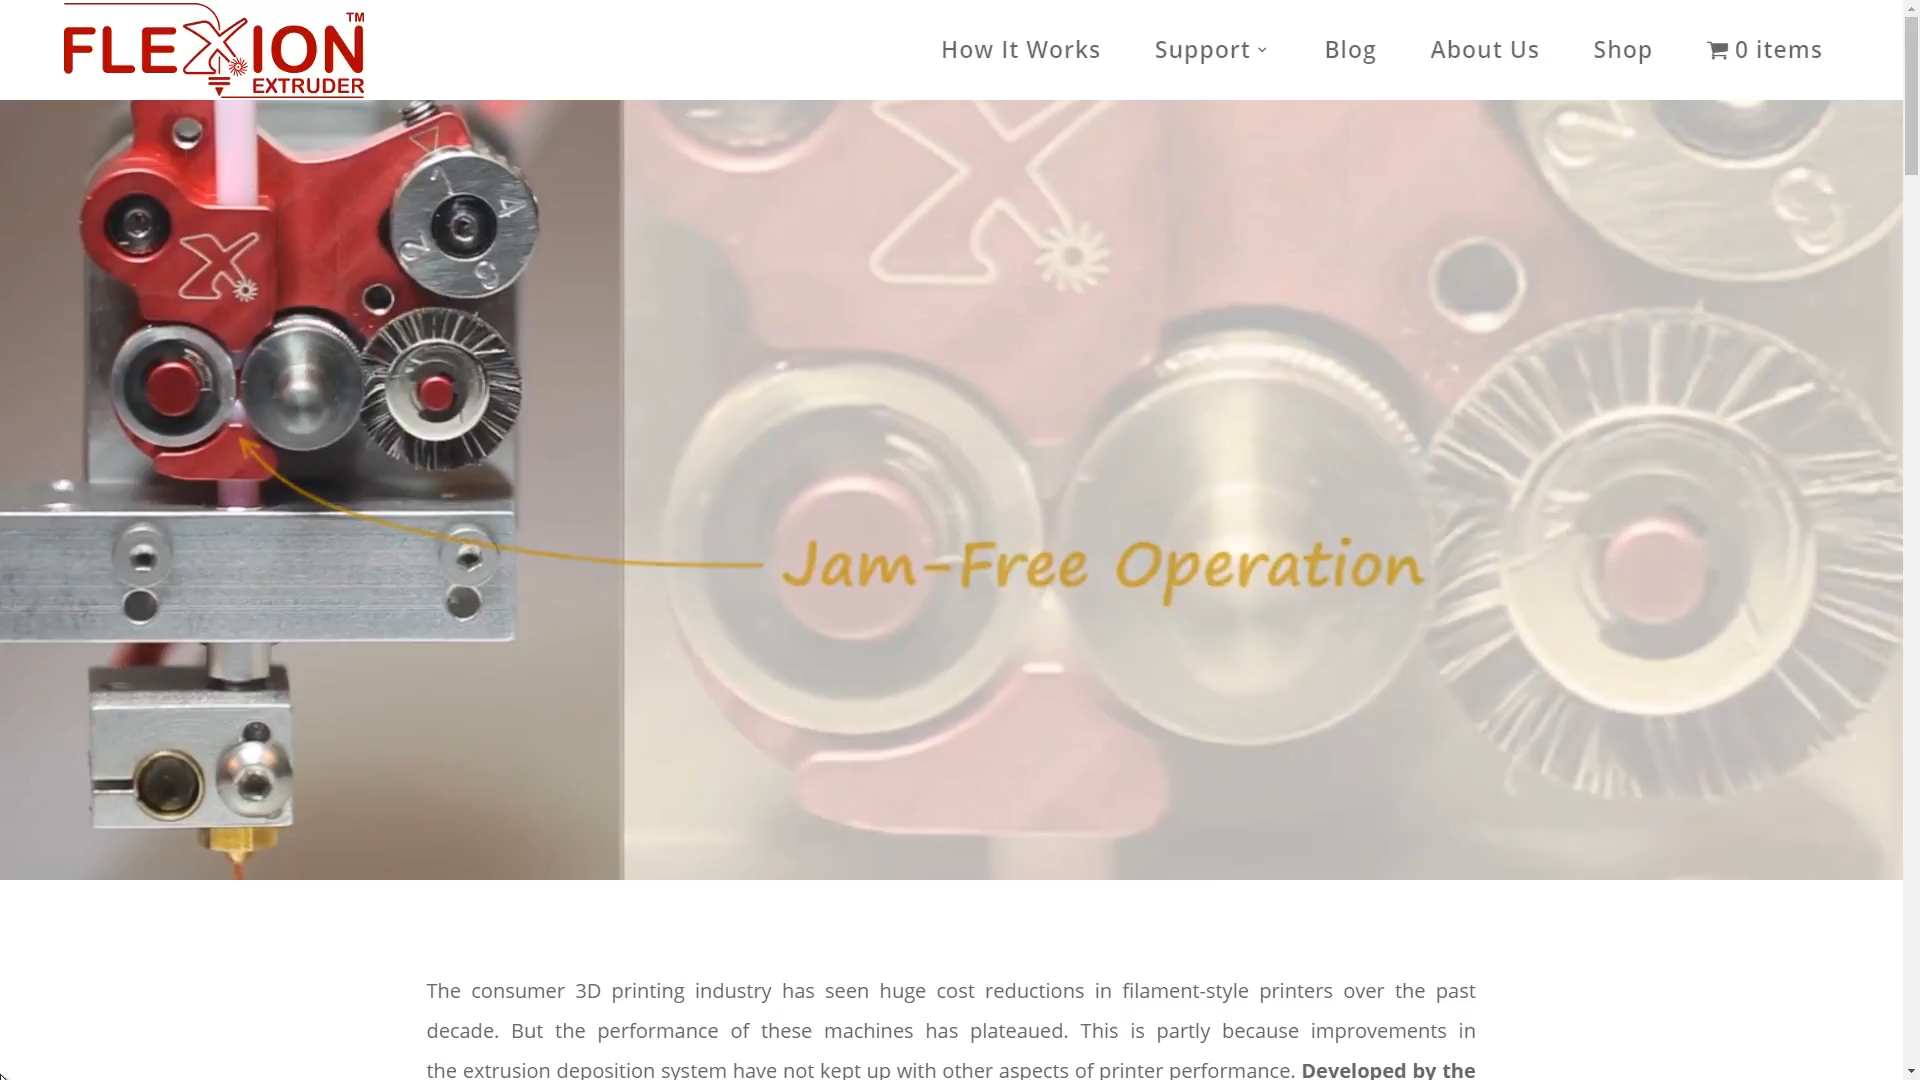 FLEXION™
EXTRUDER
How It Works
Support
Blog
About Us
Shop
0 items
Jam-Free Operation
The consumer 3D printing industry has seen huge cost reductions in filament-style printers over the past
decade. But the performance of these machines has plateaued. This is partly because improvements in
the extrusion deposition system have not kept up with other aspects of printer performance. Developed by the